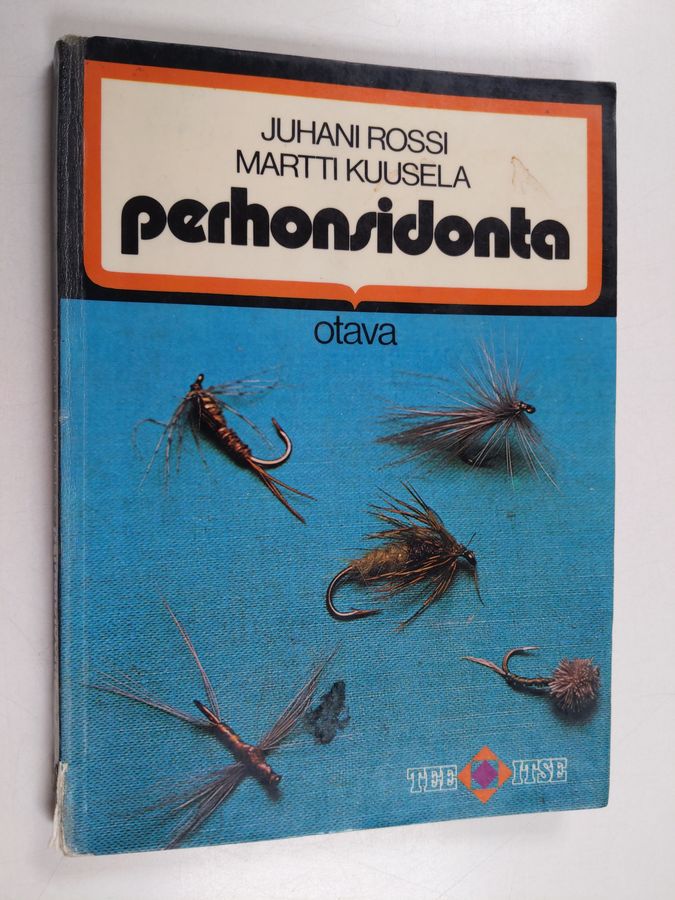 JUHANI ROSSI
MARTTI KUUSELA
perhonsidonta
otava
TEE ITSE